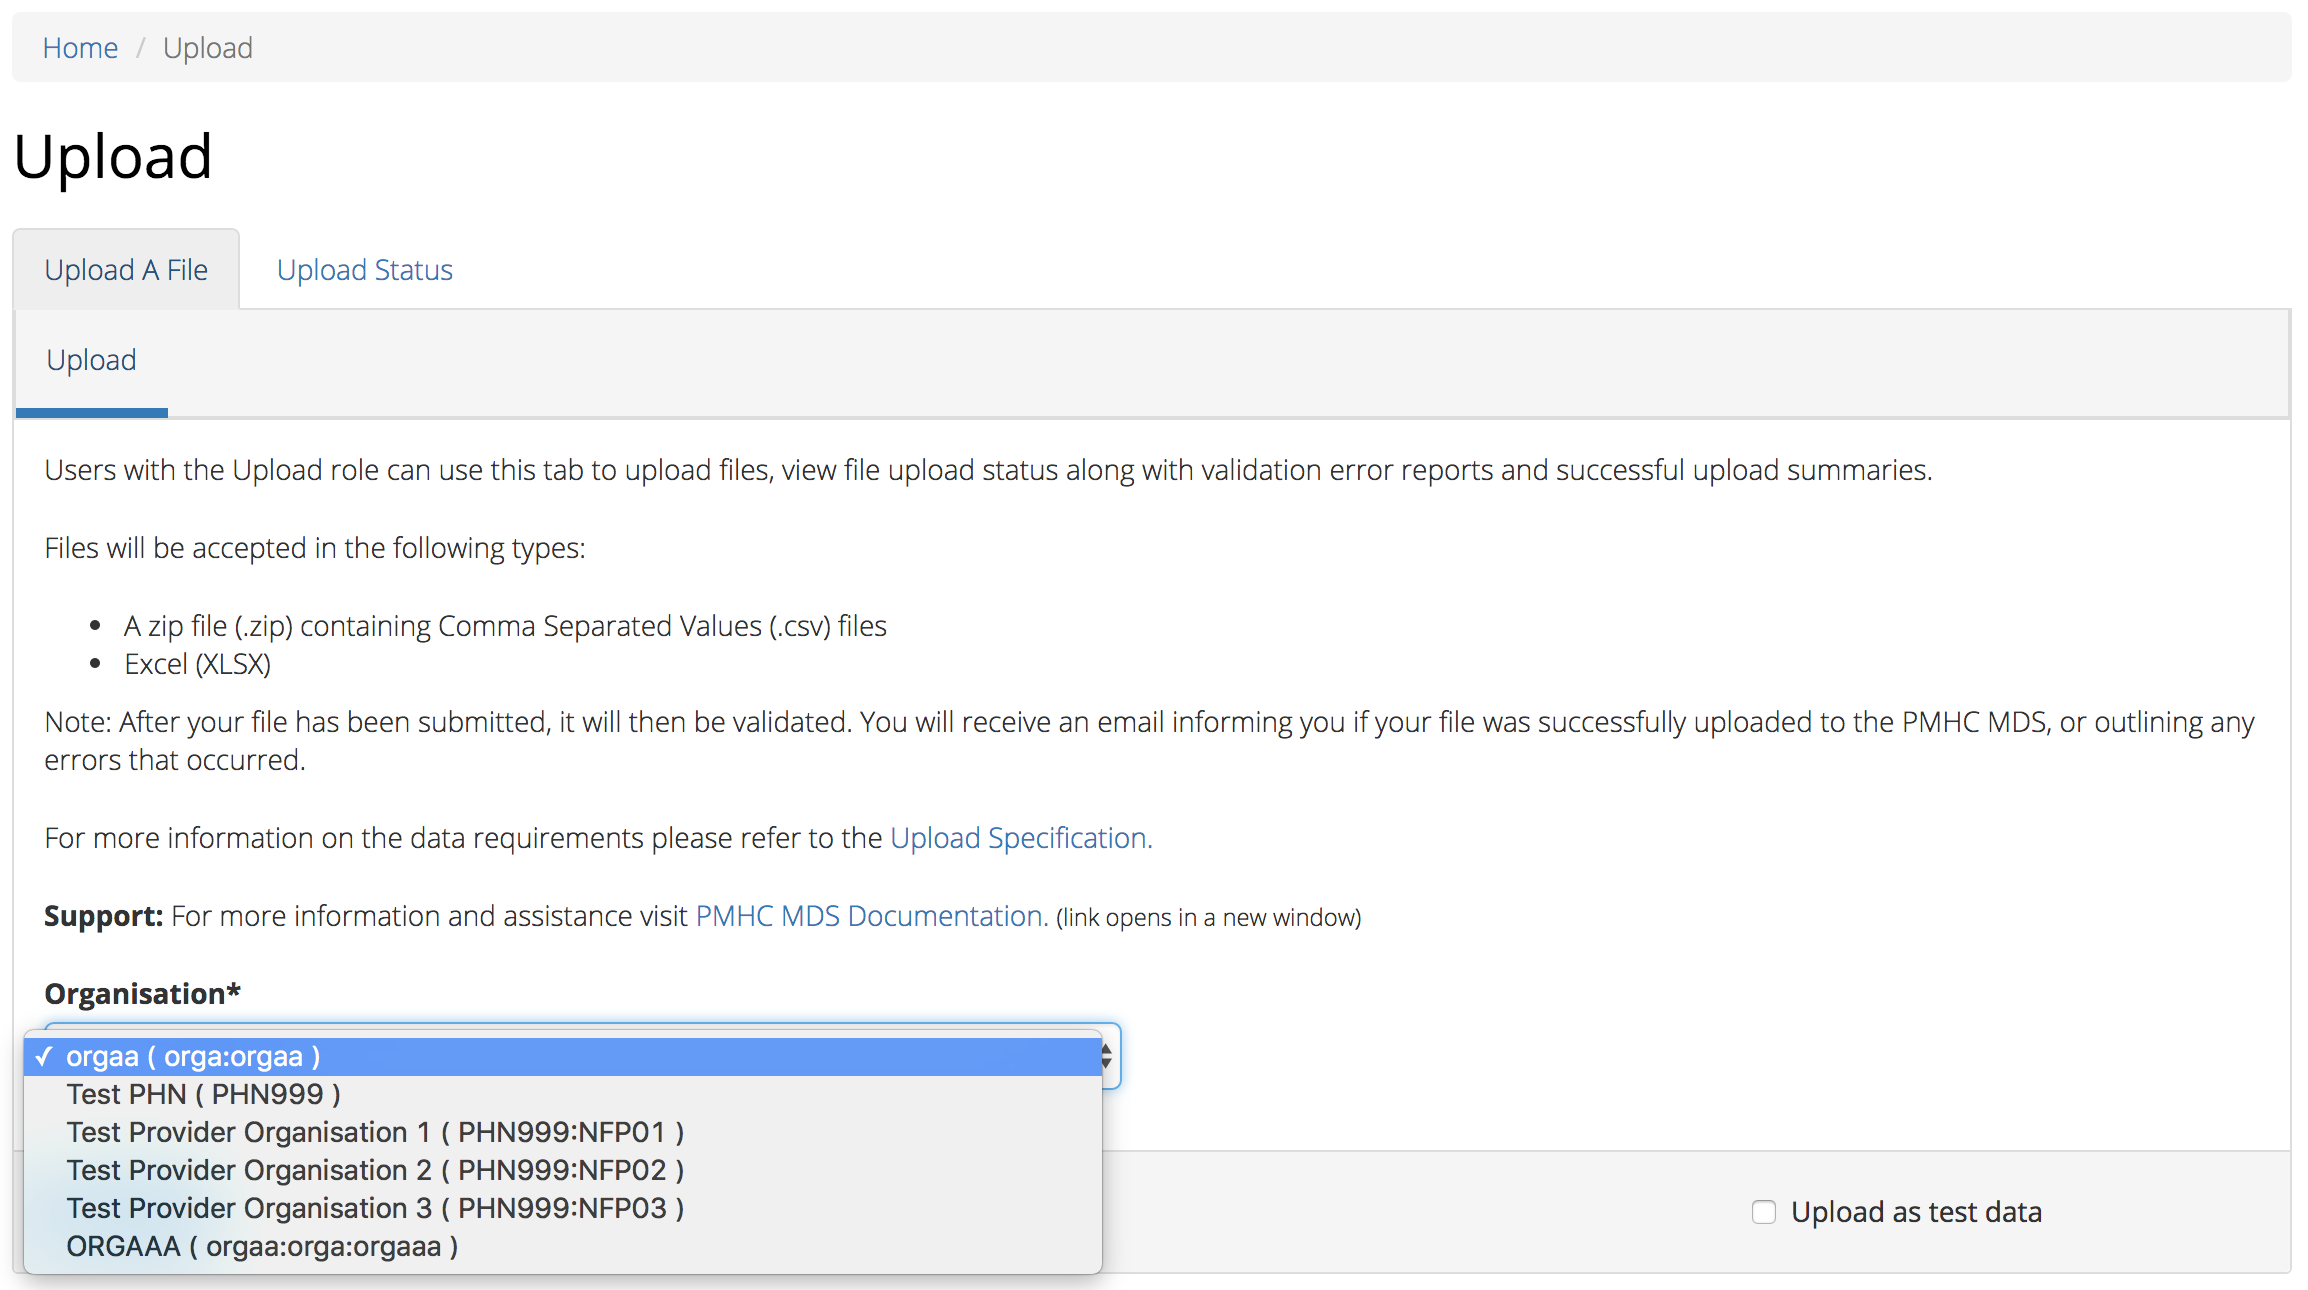 Home / Upload
Upload
Upload A File
Upload Status
Upload
Users with the Upload role can use this tab to upload files, view file upload status along with validation error reports and successful upload summaries.
Files will be accepted in the following types:
• A zip file (.zip) containing Comma Separated Values (.csv) files
• Excel (XLSX)
Note: After your file has been submitted, it will then be validated. You will receive an email informing you if your file was successfully uploaded to the PMHC MDS, or outlining any
errors that occurred.
For more information on the data requirements please refer to the Upload Specification.
Support: For more information and assistance visit PMHC MDS Documentation. (link opens in a new window)
Organisation*
✓ orgaa ( orga:orgaa )
Test PHN ( PHN999 )
Test Provider Organisation 1 ( PHN999:NFP01 )
Test Provider Organisation 2 ( PHN999:NFP02 )
Test Provider Organisation 3 ( PHN999:NFP03 )
ORGAAA ( orgaa:orga:orgaaa )
Upload as test data